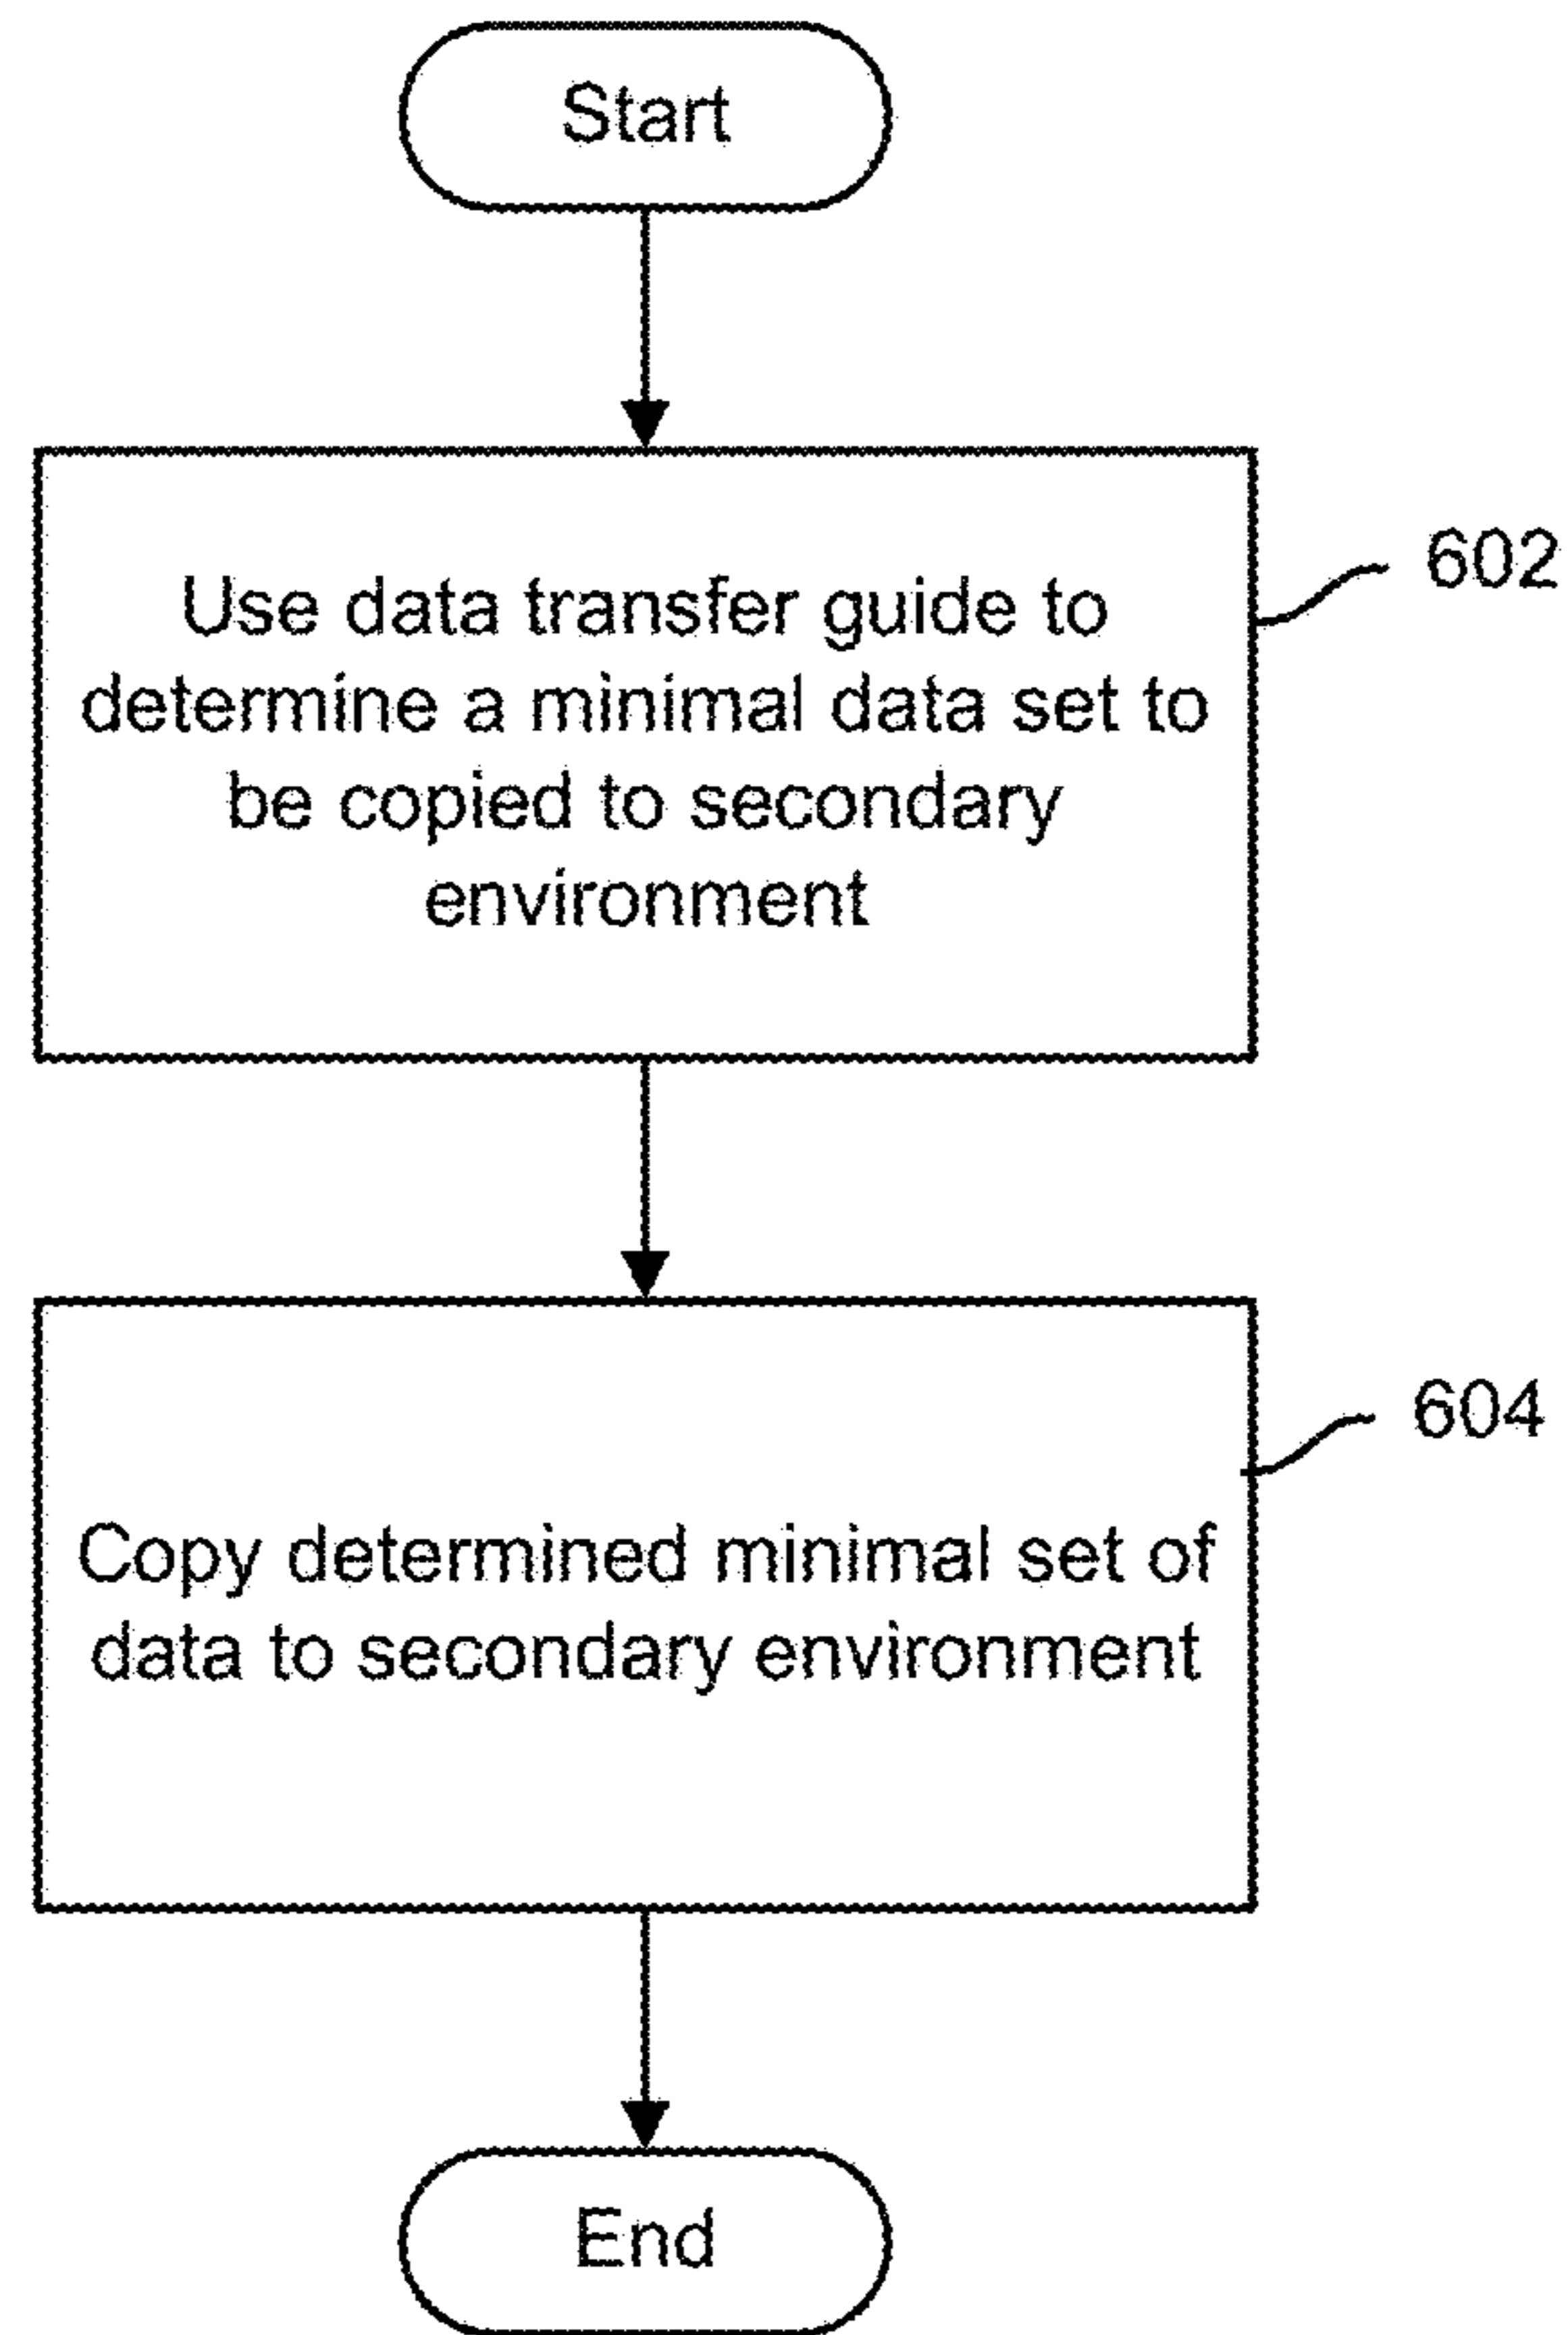 Start
Use data transfer guide to
determine a minimal data set to
be copied to secondary
environment
602
Copy determined minimal set of
data to secondary environment
604
End